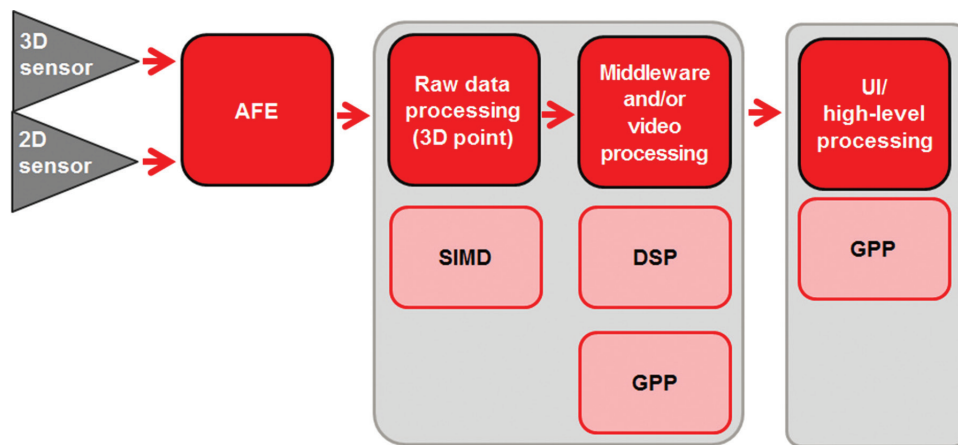 3D
sensor
2D
sensor
AFE
Raw data
processing
(3D point)
Middleware
and/or
video
processing
UI/
high-level
processing
SIMD
DSP
GPP
GPP